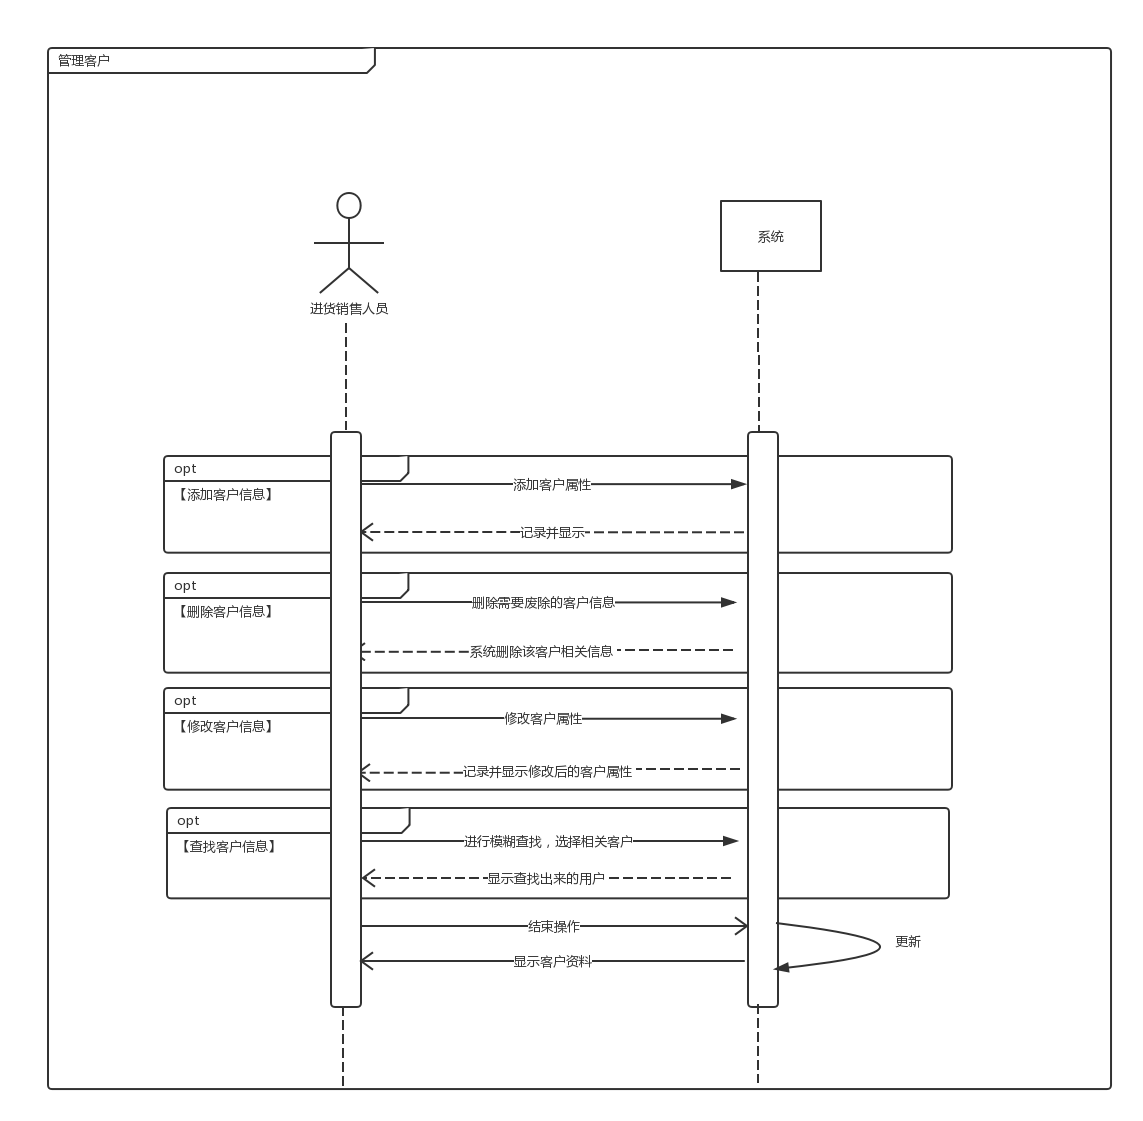 管理客户
系统
进货销售人员
opt
【添加客户信息】
添加客户属性
记录并显示
opt
【删除客户信息】
删除需要废除的客户信息
系统删除该客户相关信息
opt
【修改客户信息】
修改客户属性
记录并显示修改后的客户属性
opt
【查找客户信息】
进行模糊查找，选择相关客户
显示查找出来的用户
结束操作
更新
显示客户资料